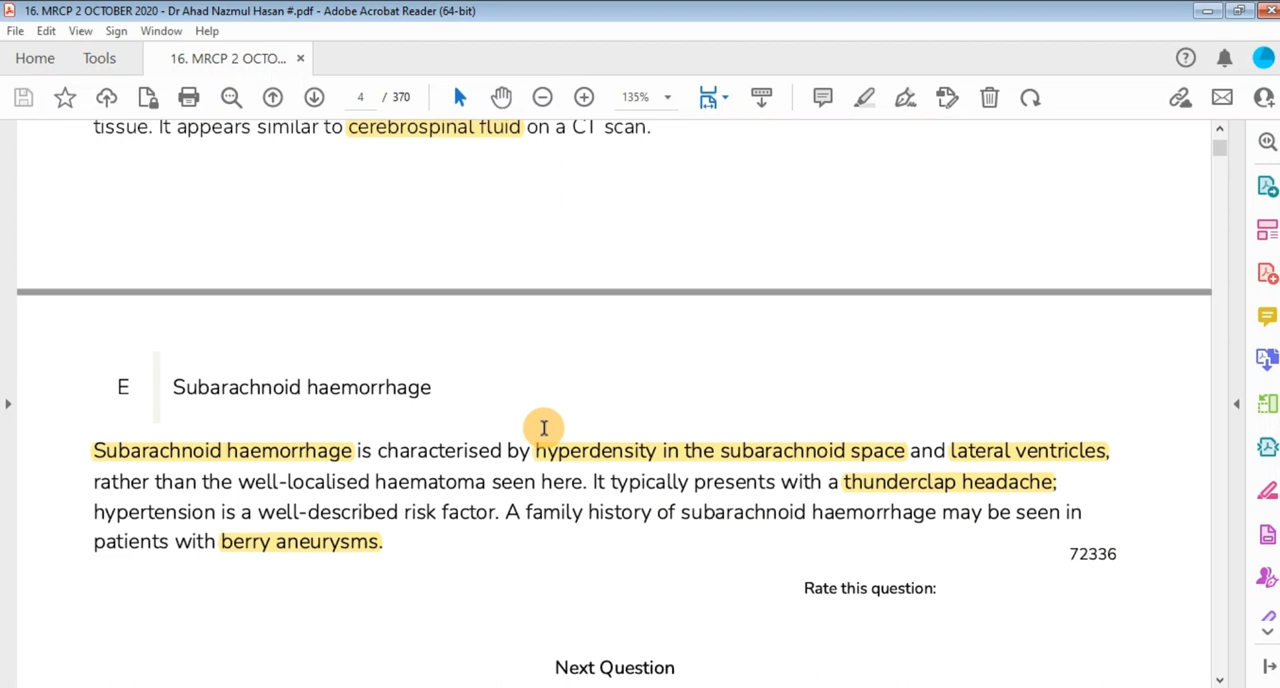 16. MRCP 2 OCTOBER 2020 - Dr Ahad Nazmul Hasan #.pdf - Adobe Acrobat Reader (64-bit)
File Edit View Sign Window Help
Home Tools 16. MRCP 2 OCTO... ×
4 / 370 135%
tissue. It appears similar to cerebrospinal fluid on a CT scan.
E Subarachnoid haemorrhage
Subarachnoid haemorrhage is characterised by hyperdensity in the subarachnoid space and lateral ventricles,
rather than the well-localised haematoma seen here. It typically presents with a thunderclap headache;
hypertension is a well-described risk factor. A family history of subarachnoid haemorrhage may be seen in
patients with berry aneurysms.
72336
Rate this question:
Next Question